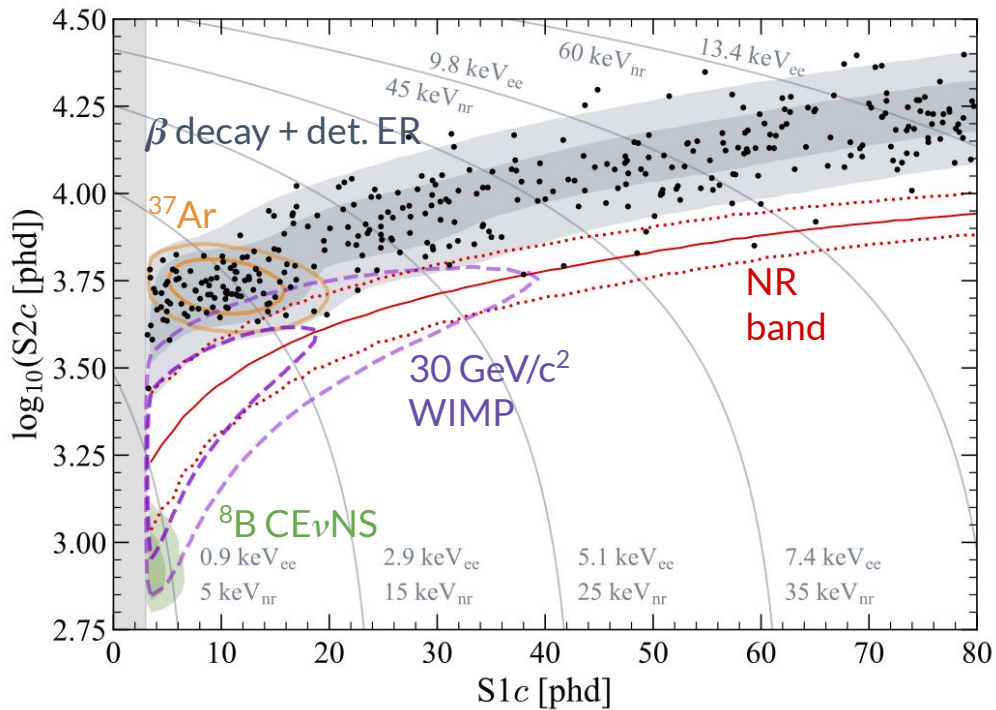 4.50
4.25
4.00
3.75
3.50
3.25
3.00
2.75
log₁₀(S2c [phd])
9.8 keVₑₑ
45 keVₙᵣ
60 keVₙᵣ
13.4 keVₑₑ
β decay + det. ER
³⁷Ar
NR
band
30 GeV/c²
WIMP
⁸B CEνNS
0.9 keVₑₑ
5 keVₙᵣ
2.9 keVₑₑ
15 keVₙᵣ
5.1 keVₑₑ
25 keVₙᵣ
7.4 keVₑₑ
35 keVₙᵣ
0 10 20 30 40 50 60 70 80
S1c [phd]